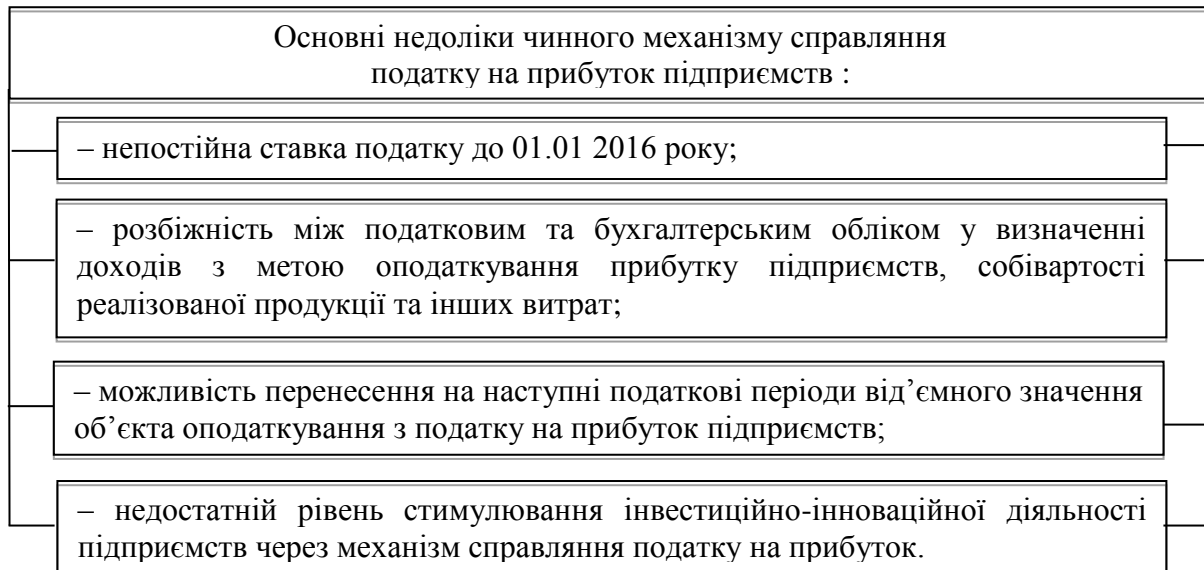 Основні недоліки чинного механізму справляння
податку на прибуток підприємств :
– непостійна ставка податку до 01.01 2016 року;
– розбіжність між податковим та бухгалтерським обліком у визначенні
доходів з метою оподаткування прибутку підприємств, собівартості
реалізованої продукції та інших витрат;
– можливість перенесення на наступні податкові періоди від’ємного значення
об’єкта оподаткування з податку на прибуток підприємств;
– недостатній рівень стимулювання інвестиційно-інноваційної діяльності
підприємств через механізм справляння податку на прибуток.